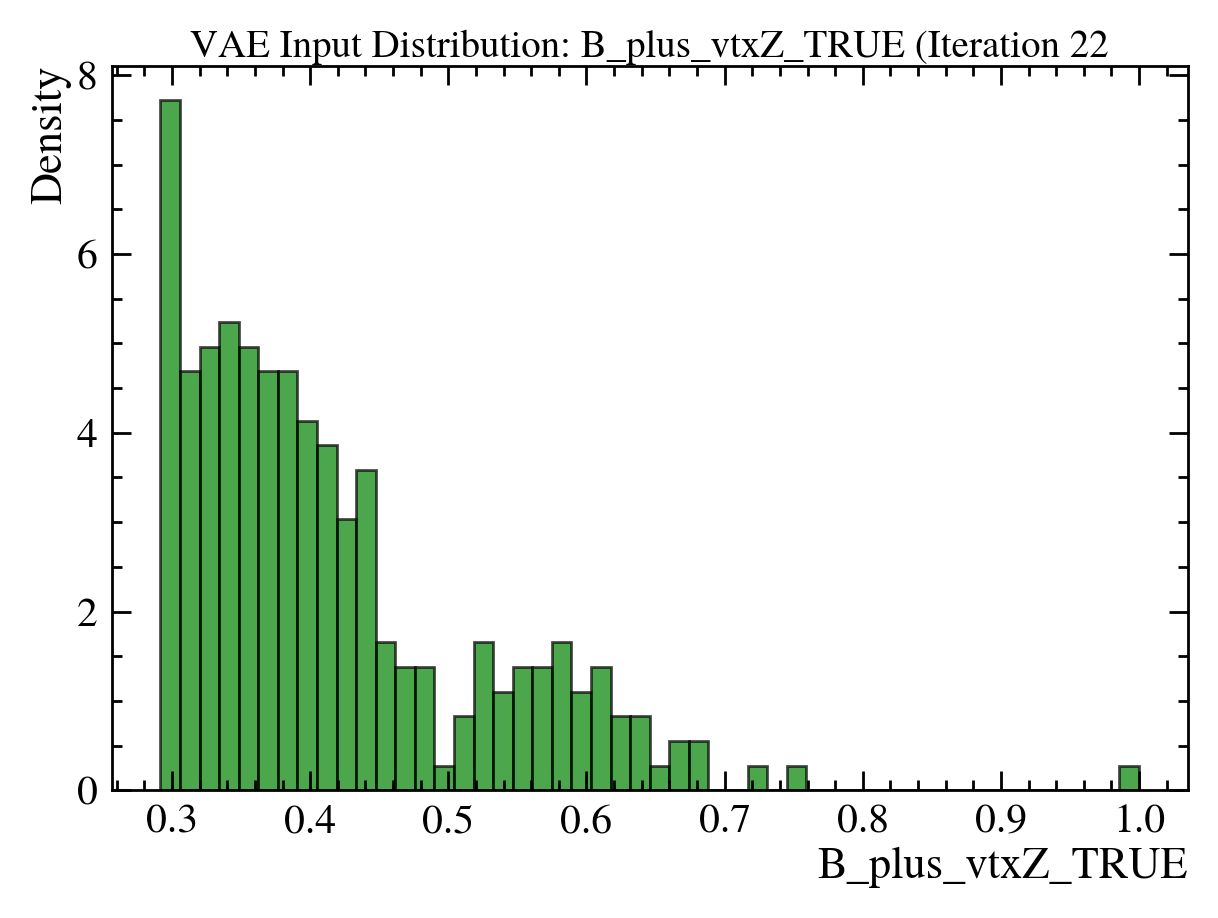 VAE Input Distribution: B_plus_vtxZ_TRUE (Iteration 22
Density
8
6
4
2
0
0.3 0.4 0.5 0.6 0.7 0.8 0.9 1.0
B_plus_vtxZ_TRUE